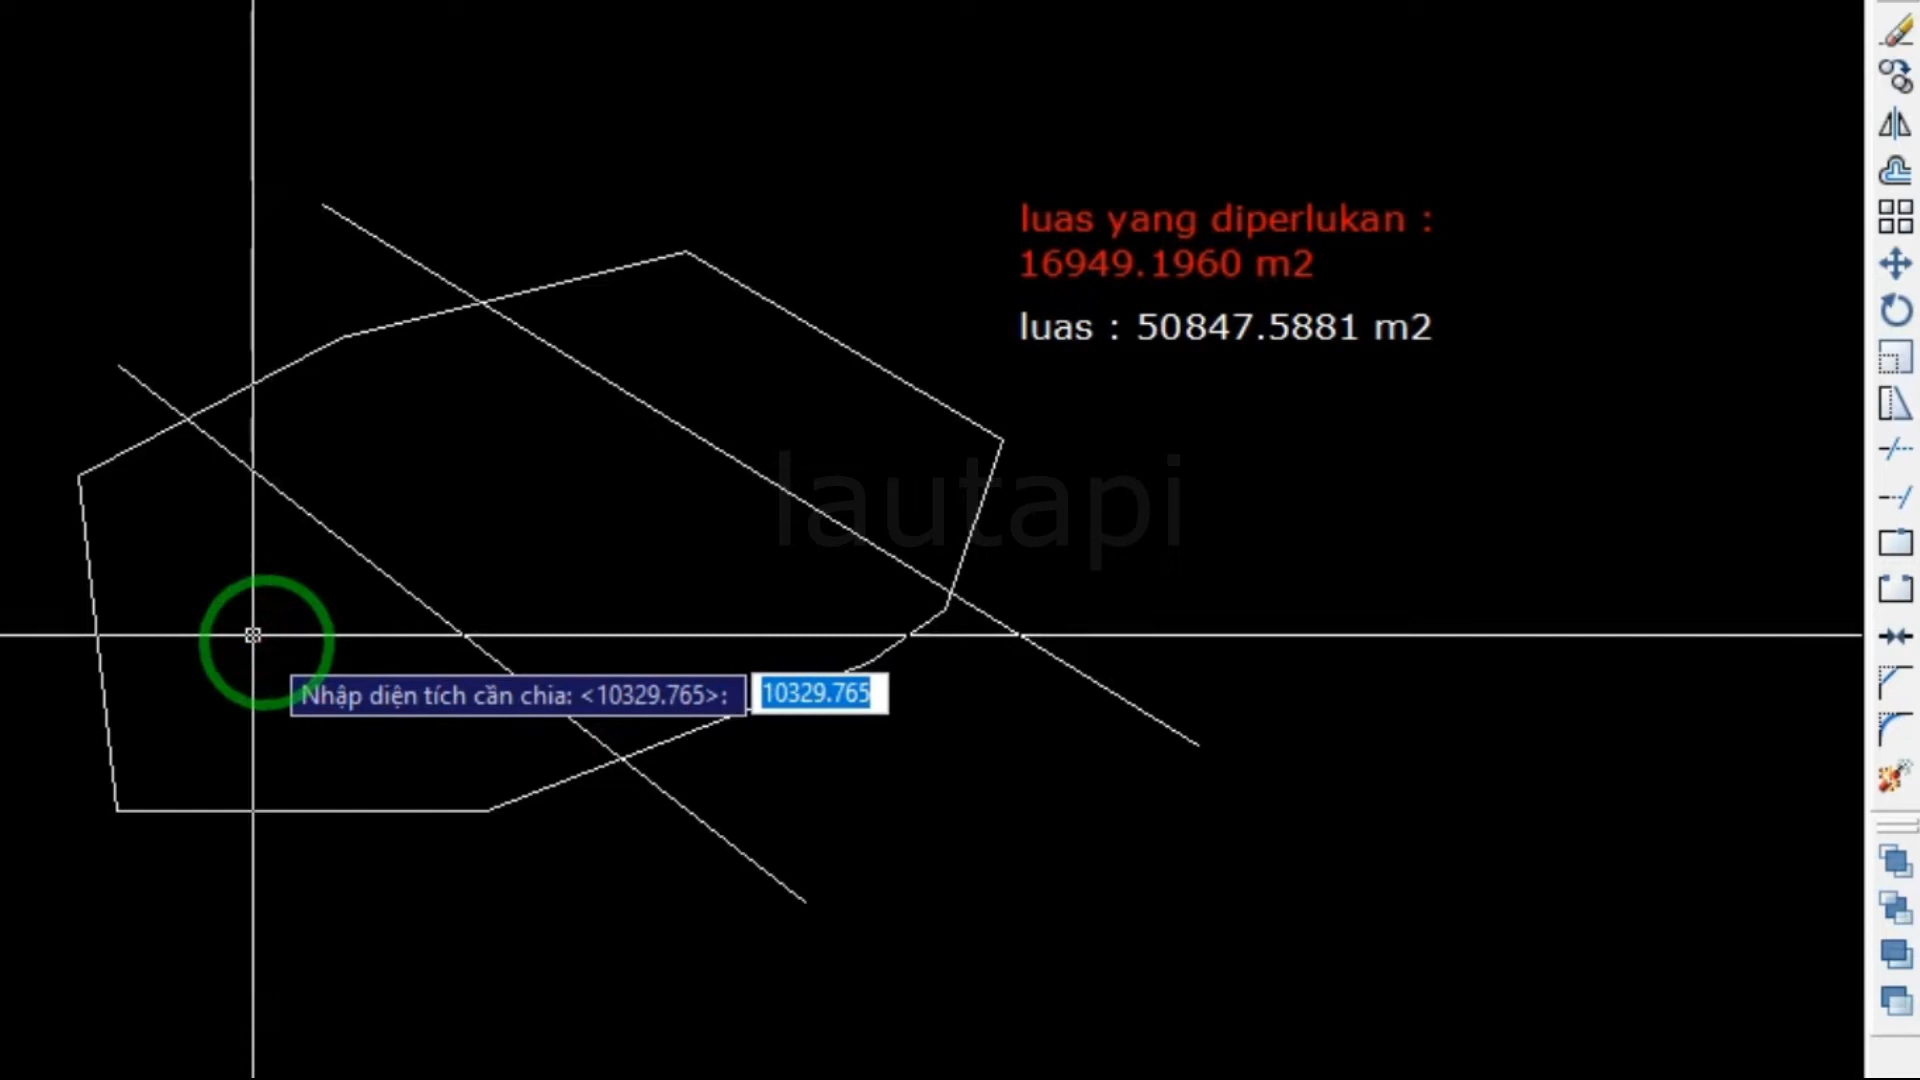 luas yang diperlukan :
16949.1960 m2
luas : 50847.5881 m2
lautapi
Nhập diện tích cần chia: <10329.765>: 10329.765